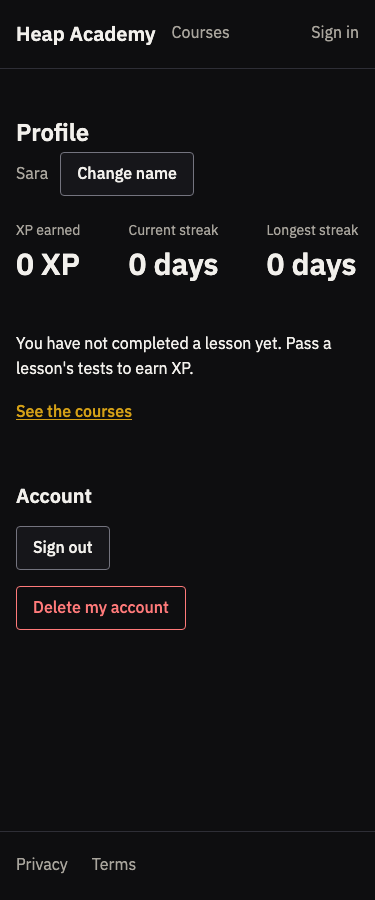 Heap Academy Courses Sign in
Profile
Sara Change name
XP earned Current streak Longest streak
0 XP 0 days 0 days
You have not completed a lesson yet. Pass a
lesson's tests to earn XP.
See the courses
Account
Sign out
Delete my account
Privacy Terms